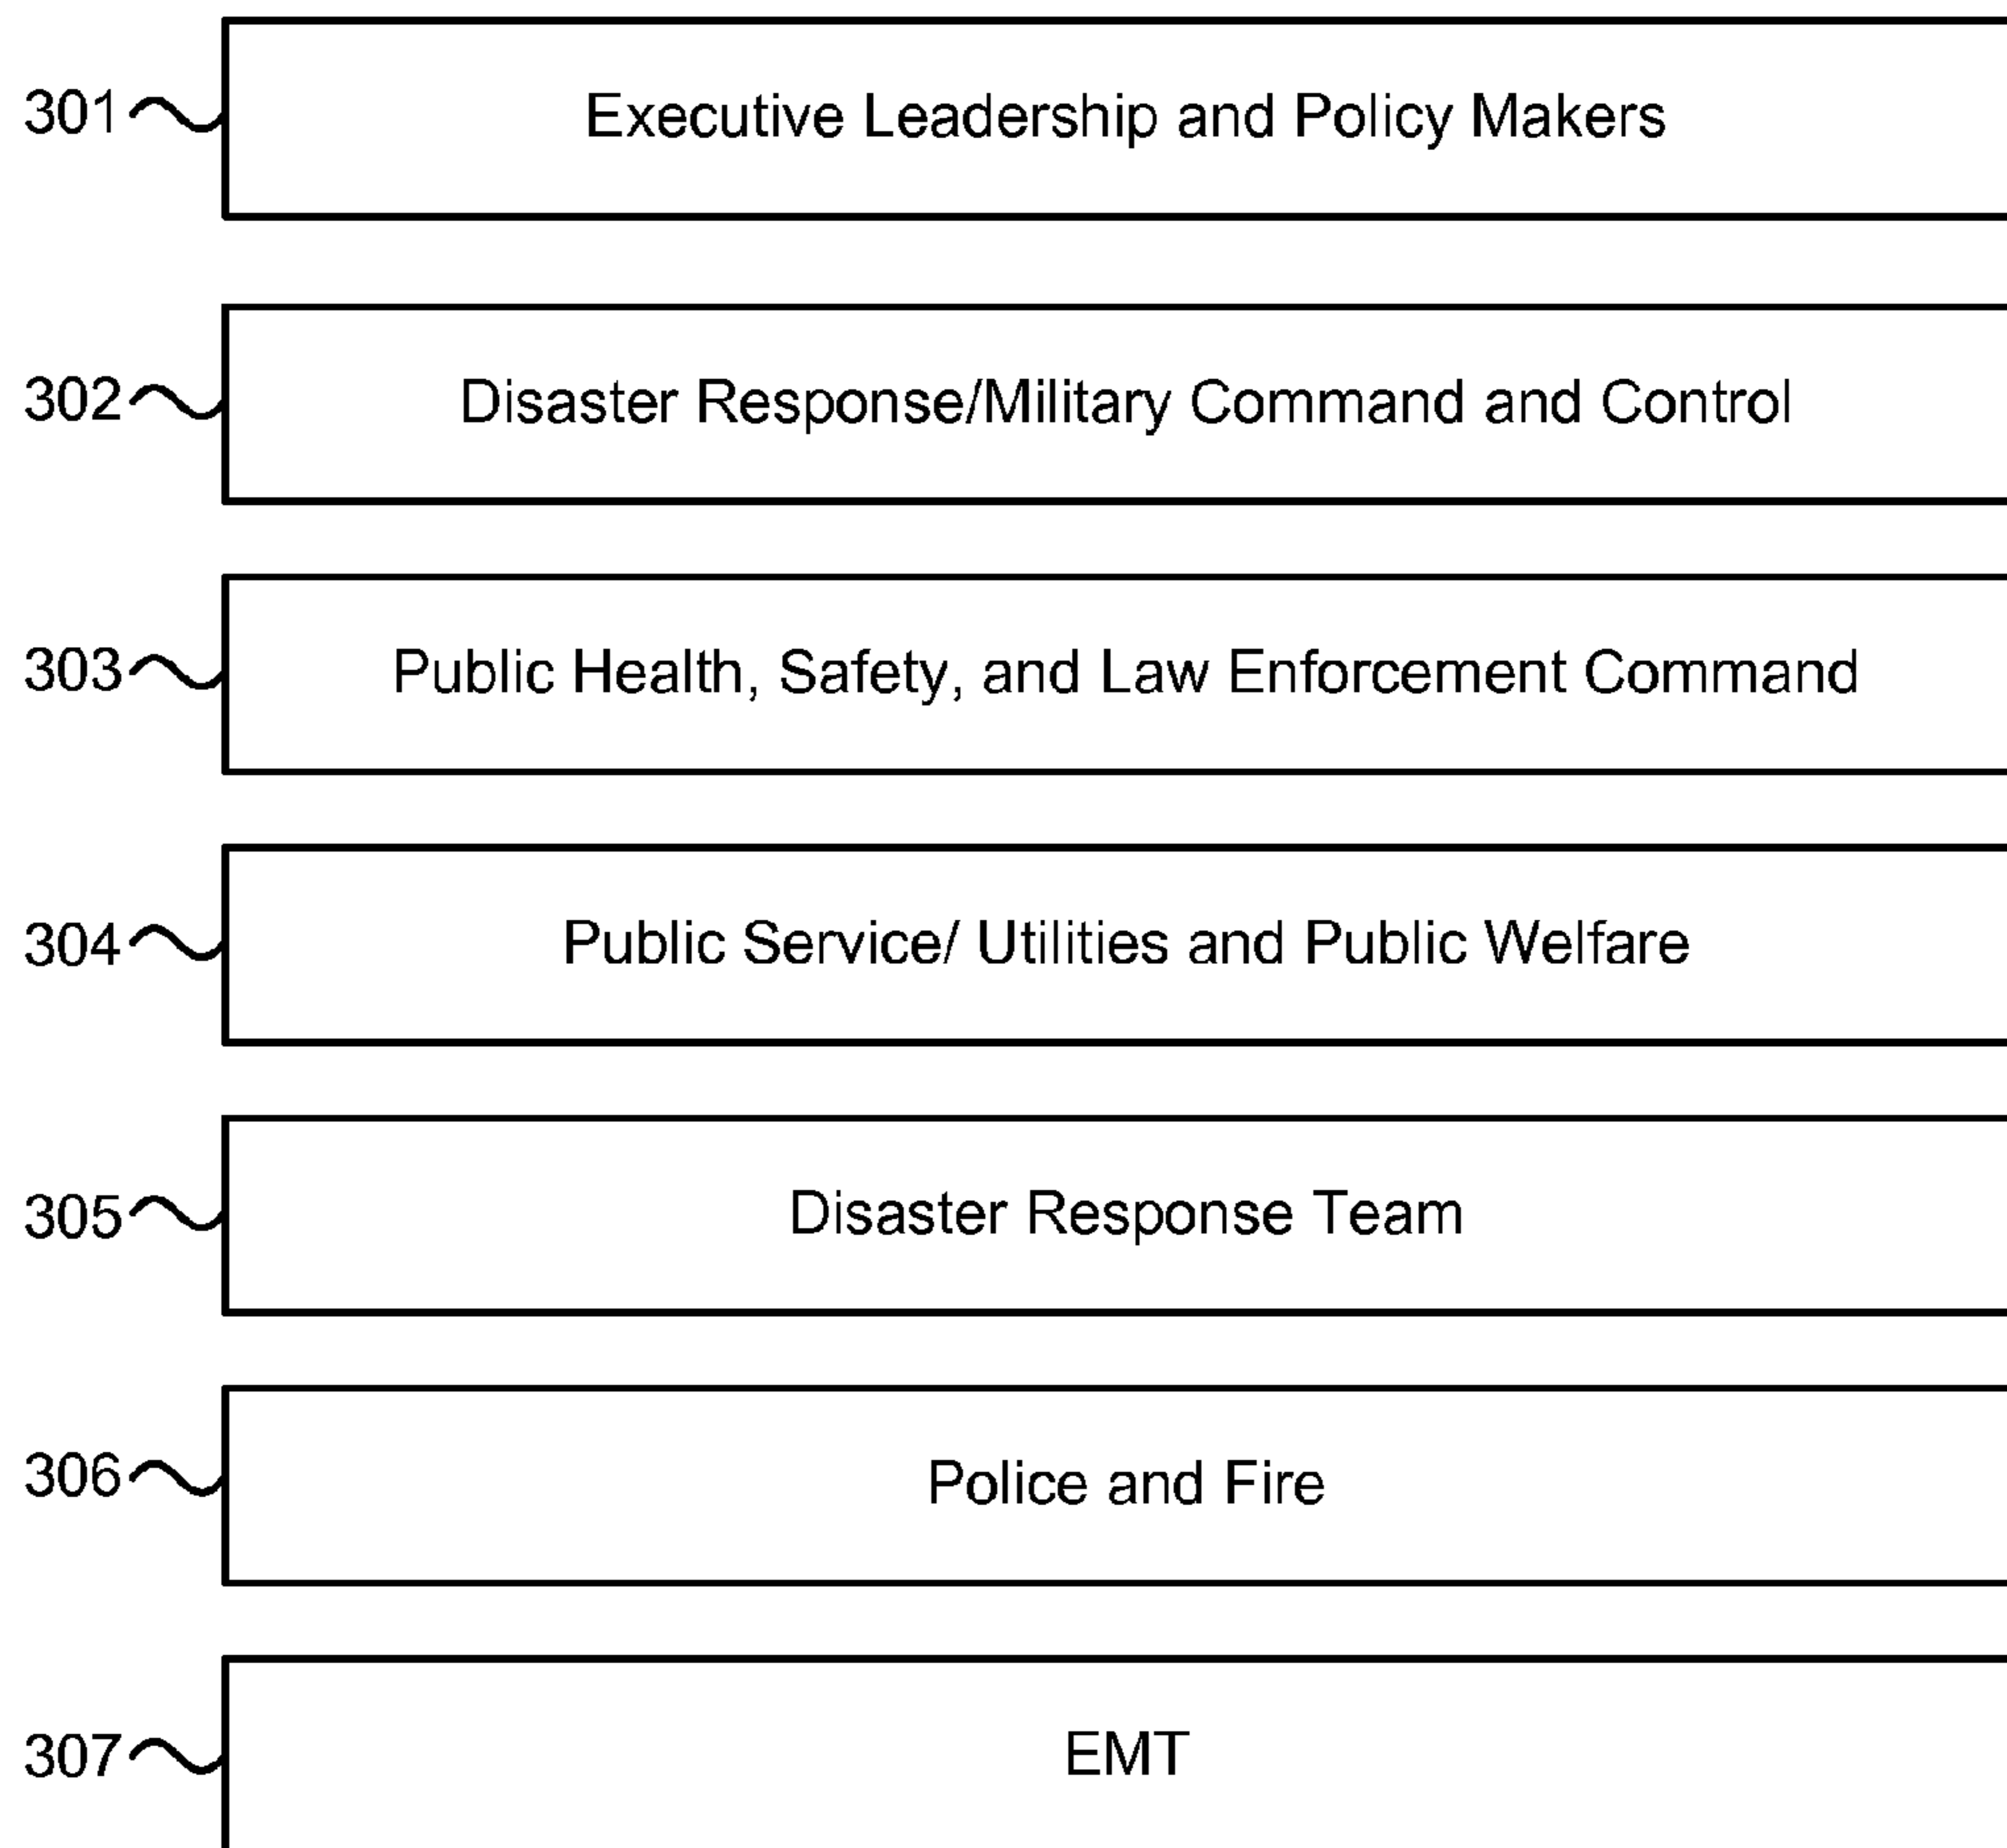 301 Executive Leadership and Policy Makers
302 Disaster Response/Military Command and Control
303 Public Health, Safety, and Law Enforcement Command
304 Public Service/ Utilities and Public Welfare
305 Disaster Response Team
306 Police and Fire
307 EMT